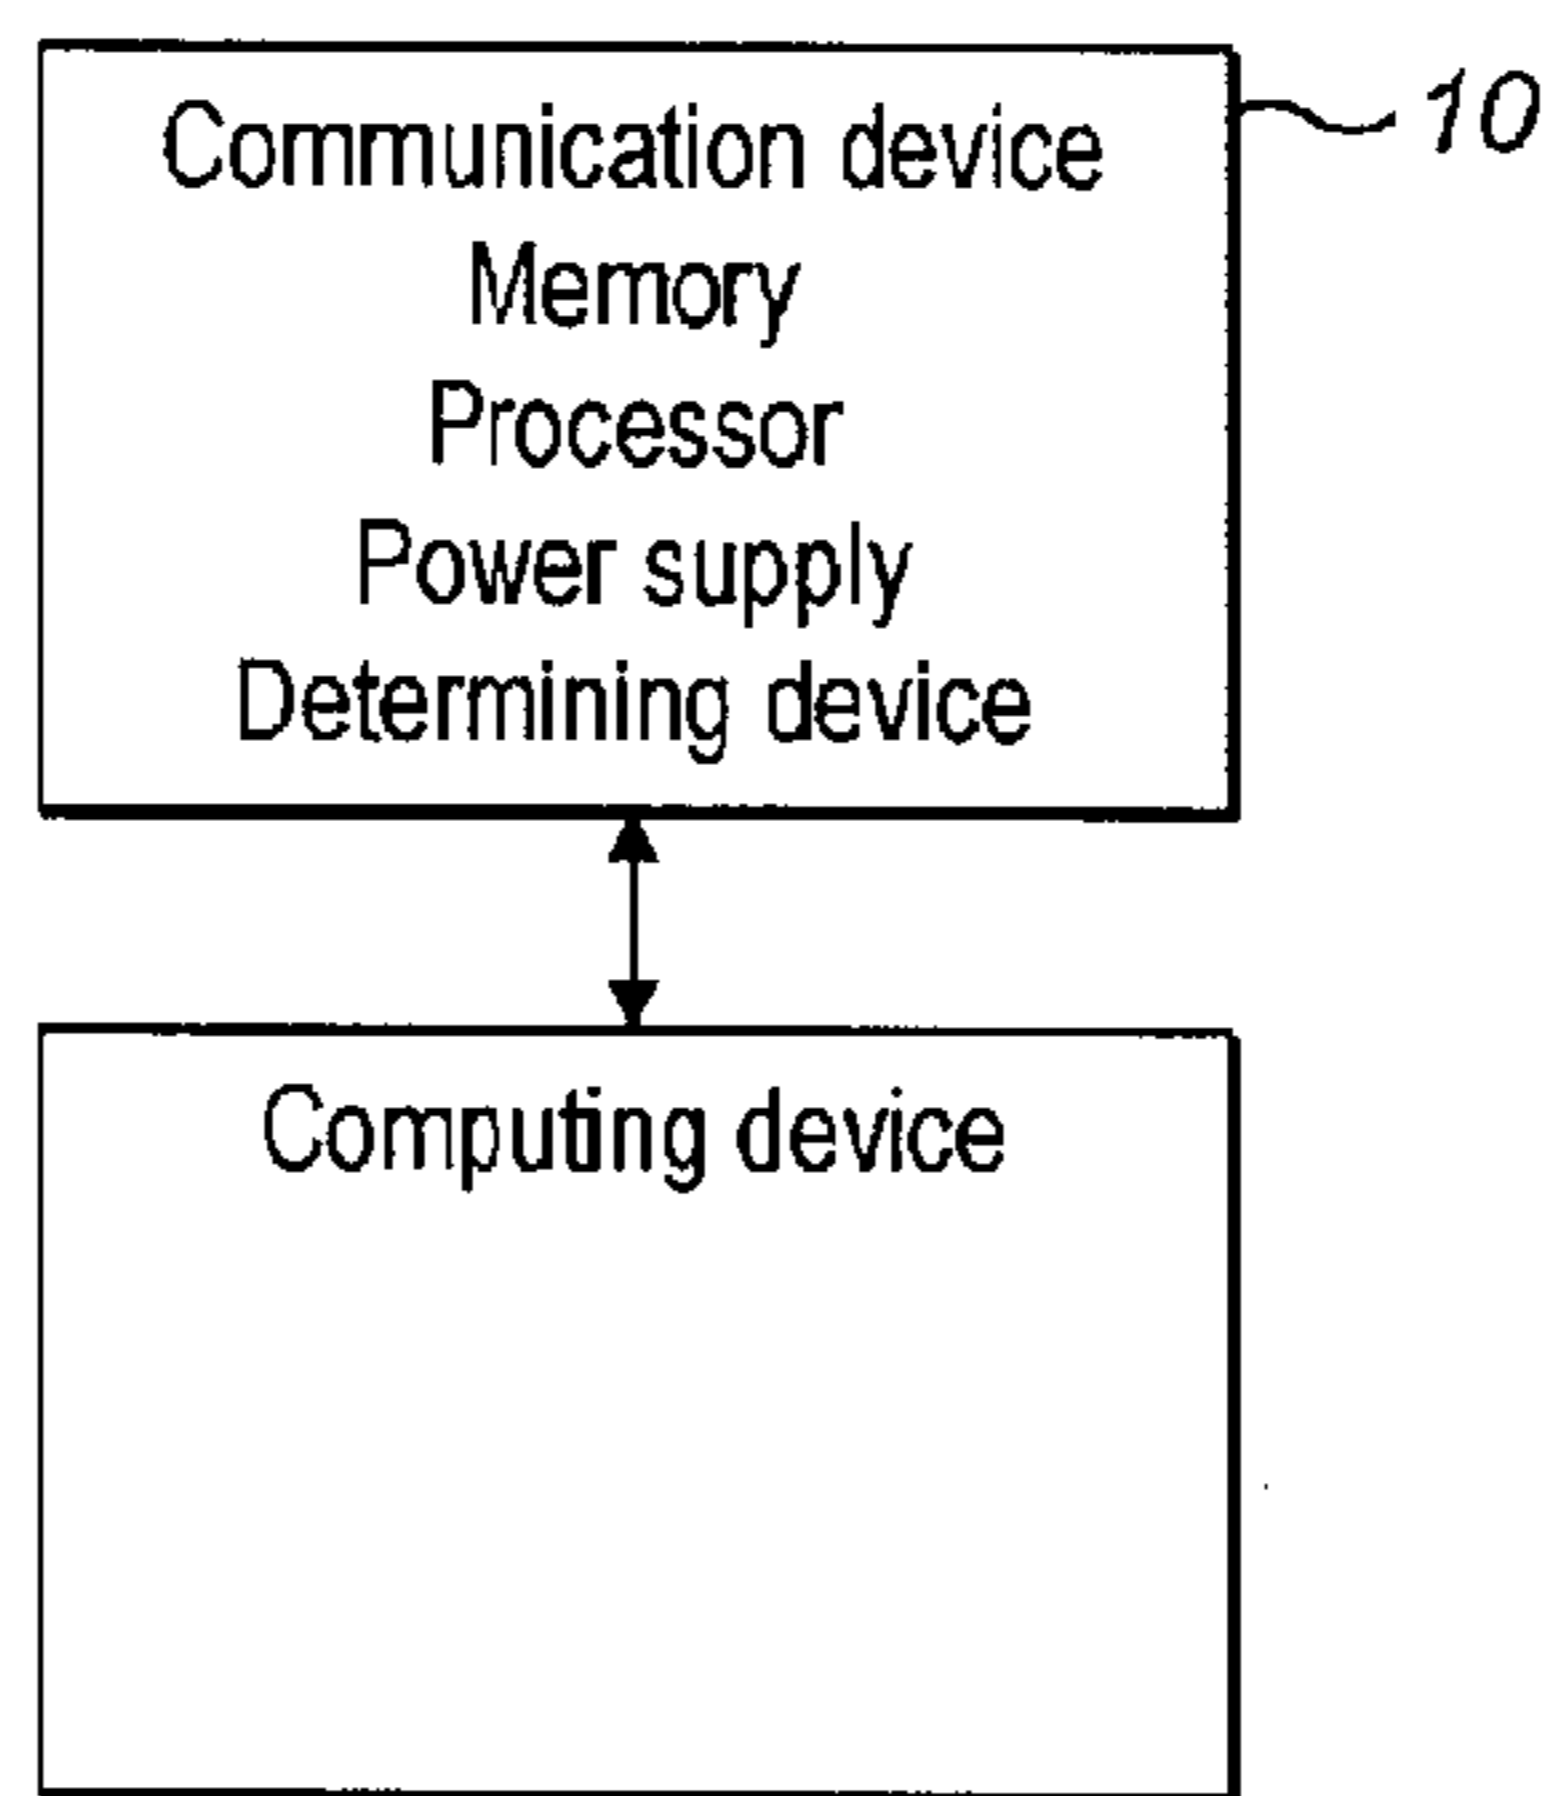 Communication device
10
Memory
Processor
Power supply
Determining device
Computing device